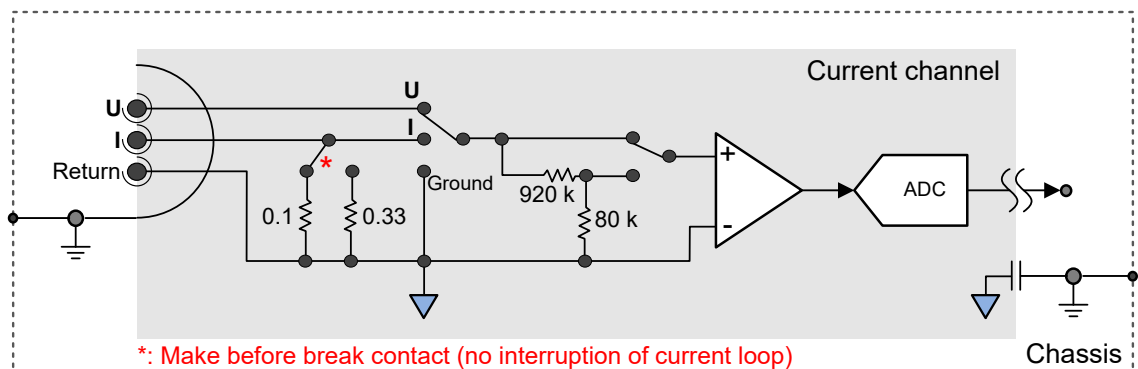 Current channel
U
U
I
I
*
Return
Ground
920 k
0.1
0.33
80 k
+
-
ADC
*: Make before break contact (no interruption of current loop)
Chassis